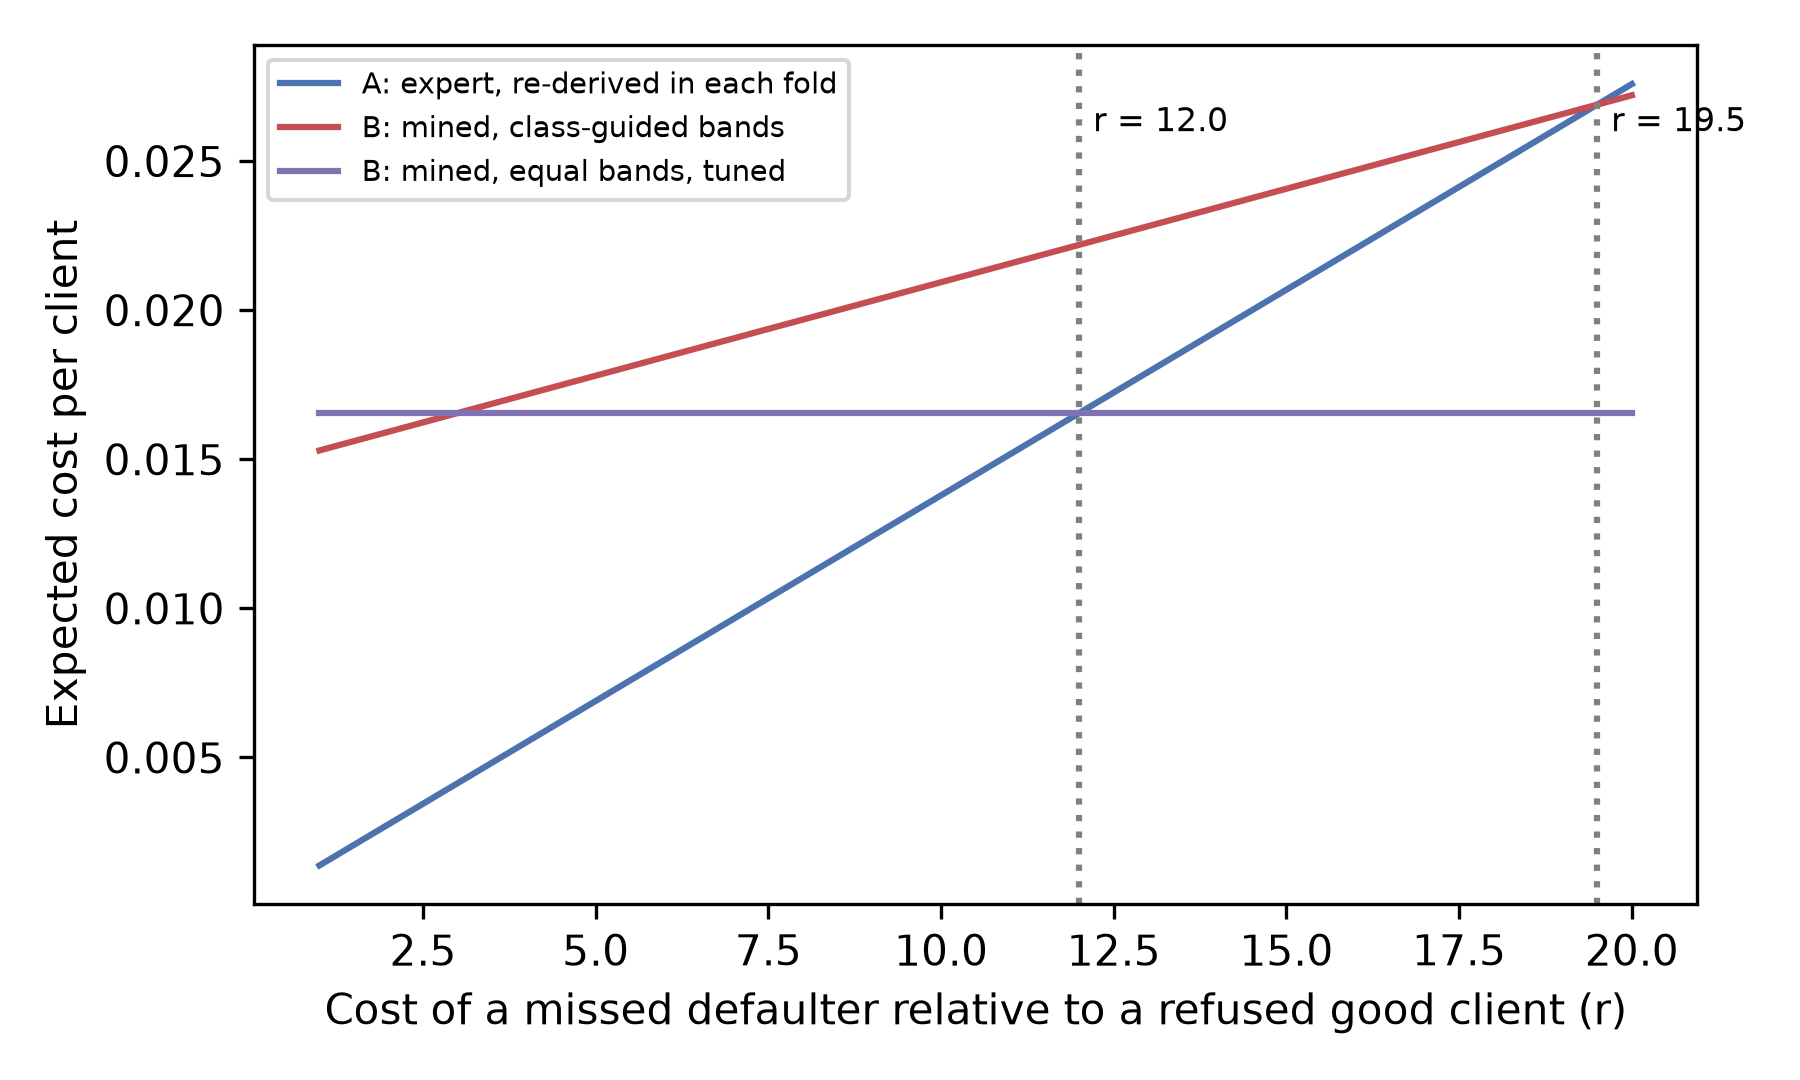 A: expert, re-derived in each fold
B: mined, class-guided bands
B: mined, equal bands, tuned
r = 12.0
r = 19.5
Expected cost per client
0.025
0.020
0.015
0.010
0.005
2.5 5.0 7.5 10.0 12.5 15.0 17.5 20.0
Cost of a missed defaulter relative to a refused good client (r)